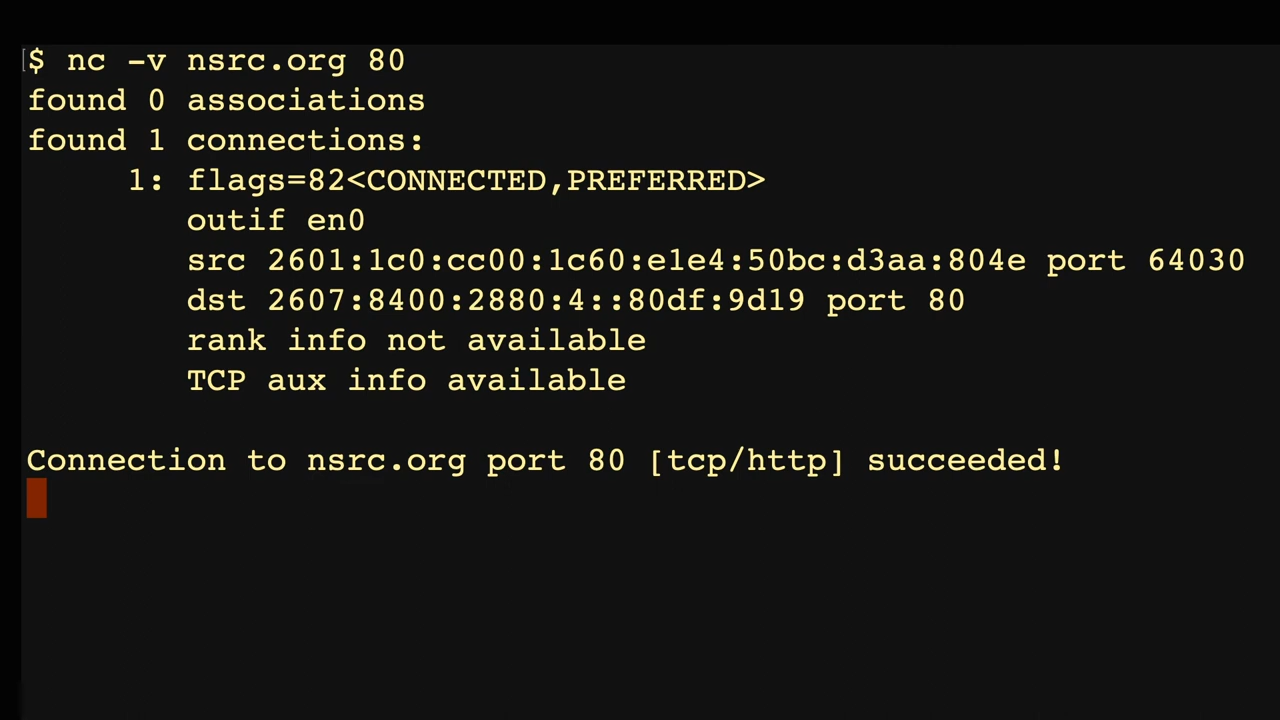 $ nc -v nsrc.org 80
found 0 associations
found 1 connections:
     1: flags=82<CONNECTED,PREFERRED>
        outif en0
        src 2601:1c0:cc00:1c60:e1e4:50bc:d3aa:804e port 64030
        dst 2607:8400:2880:4::80df:9d19 port 80
        rank info not available
        TCP aux info available

Connection to nsrc.org port 80 [tcp/http] succeeded!